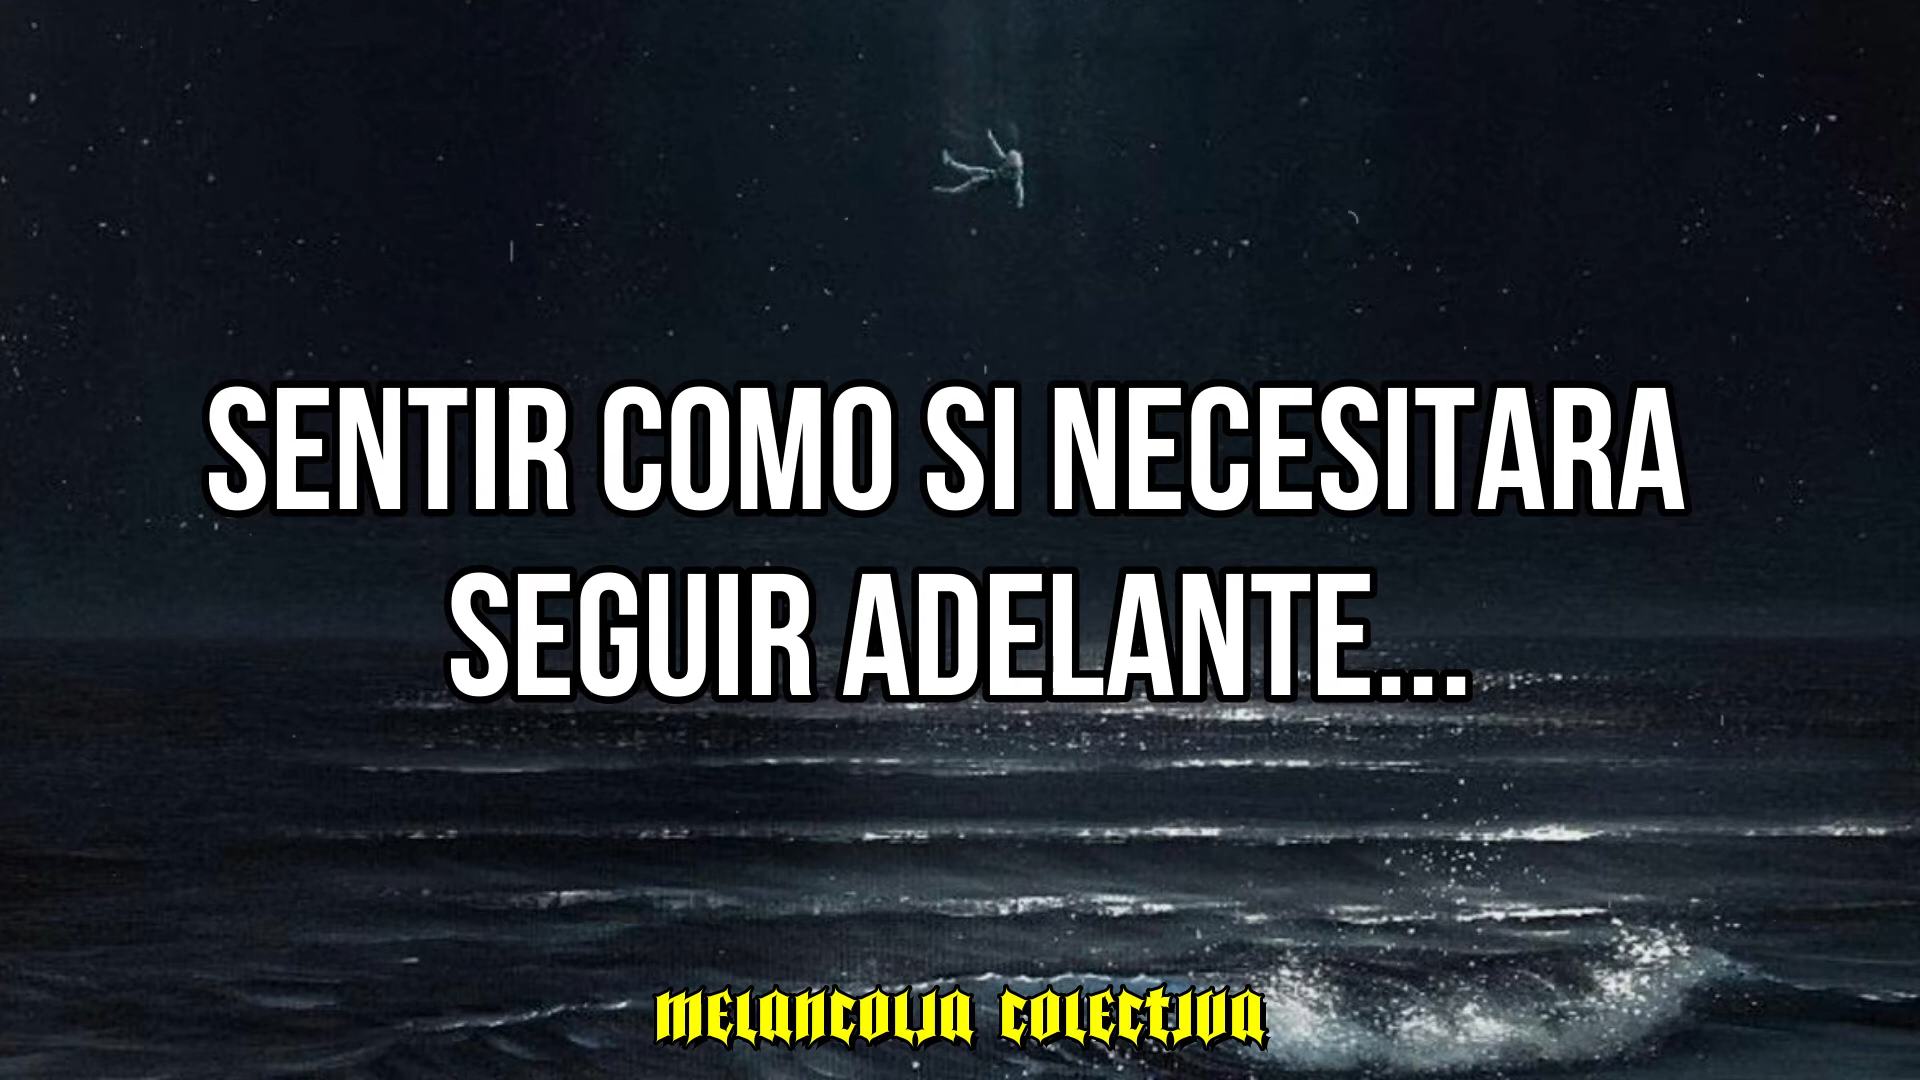 SENTIR COMO SI NECESITARA
SEGUIR ADELANTE...
MELANCOLIA COLECTIVA